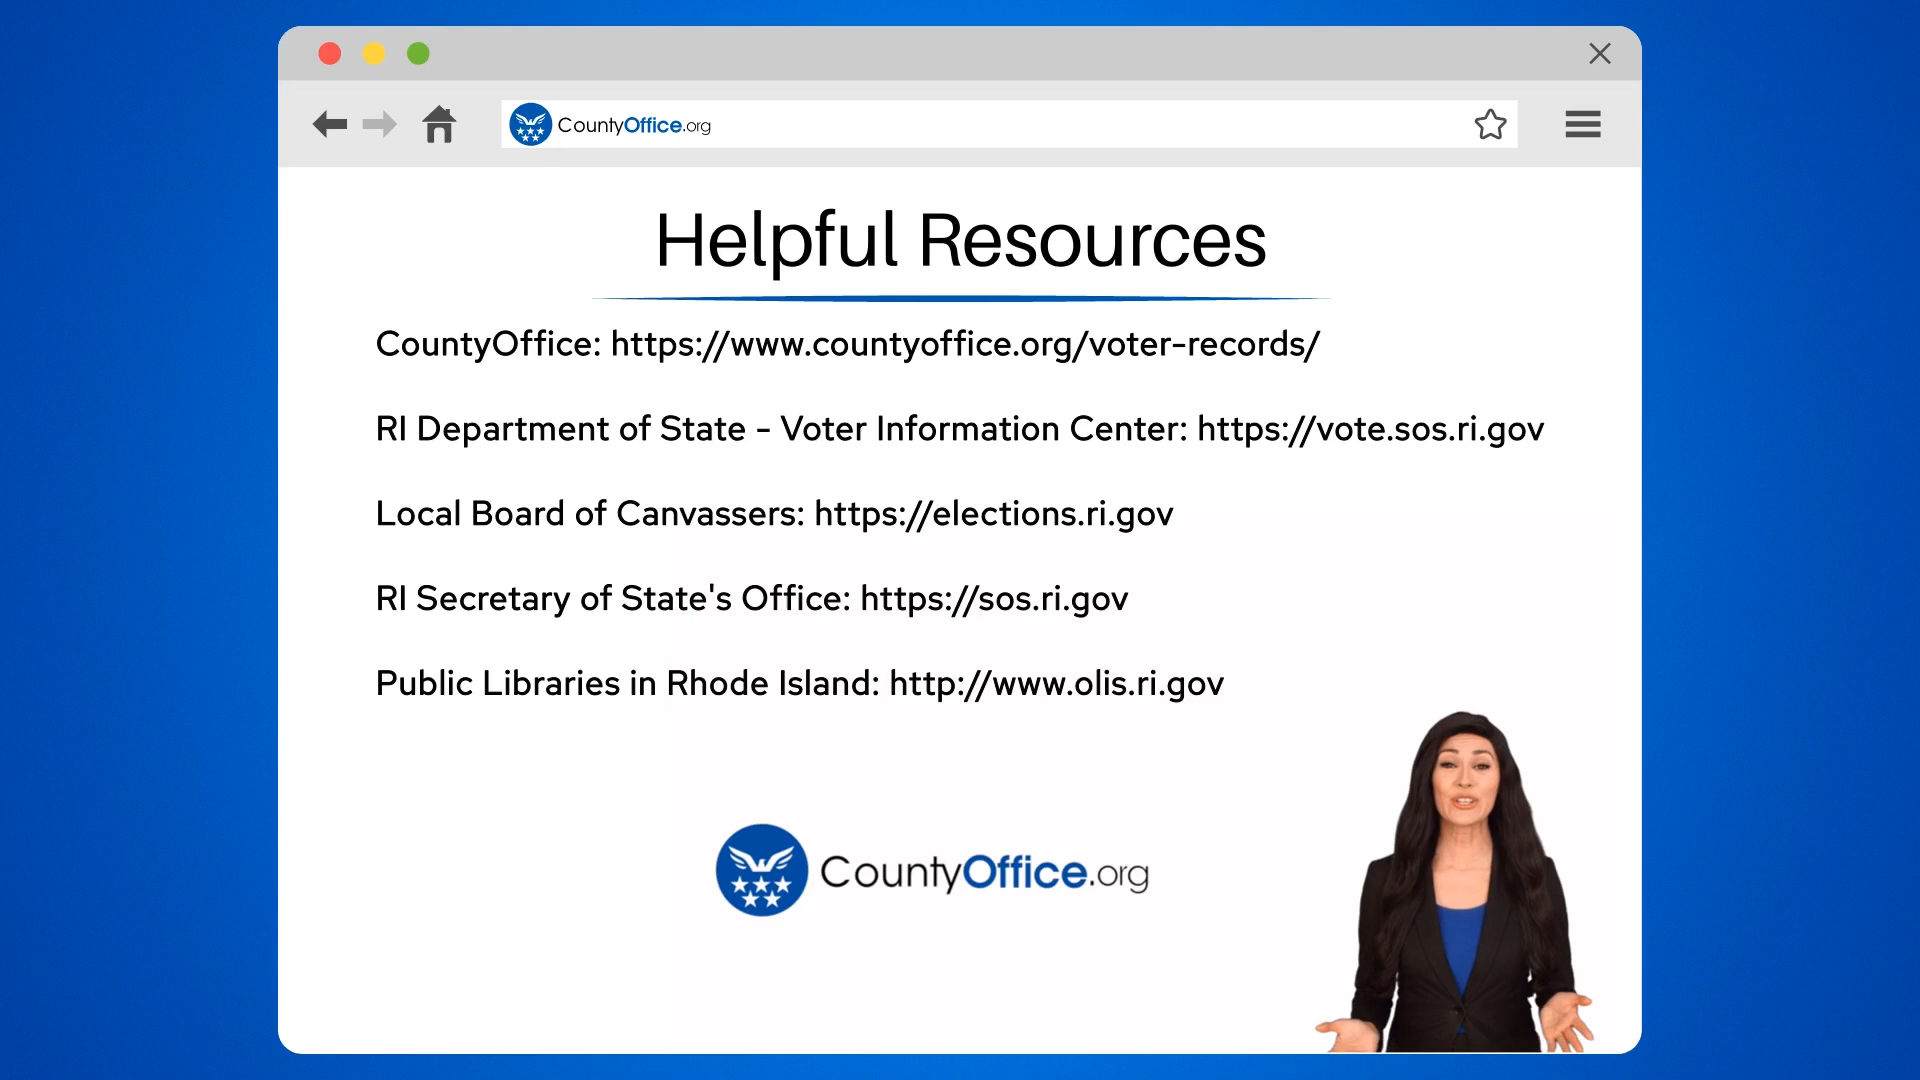 CountyOffice.org
Helpful Resources
CountyOffice: https://www.countyoffice.org/voter-records/
RI Department of State - Voter Information Center: https://vote.sos.ri.gov
Local Board of Canvassers: https://elections.ri.gov
RI Secretary of State's Office: https://sos.ri.gov
Public Libraries in Rhode Island: http://www.olis.ri.gov
CountyOffice.org